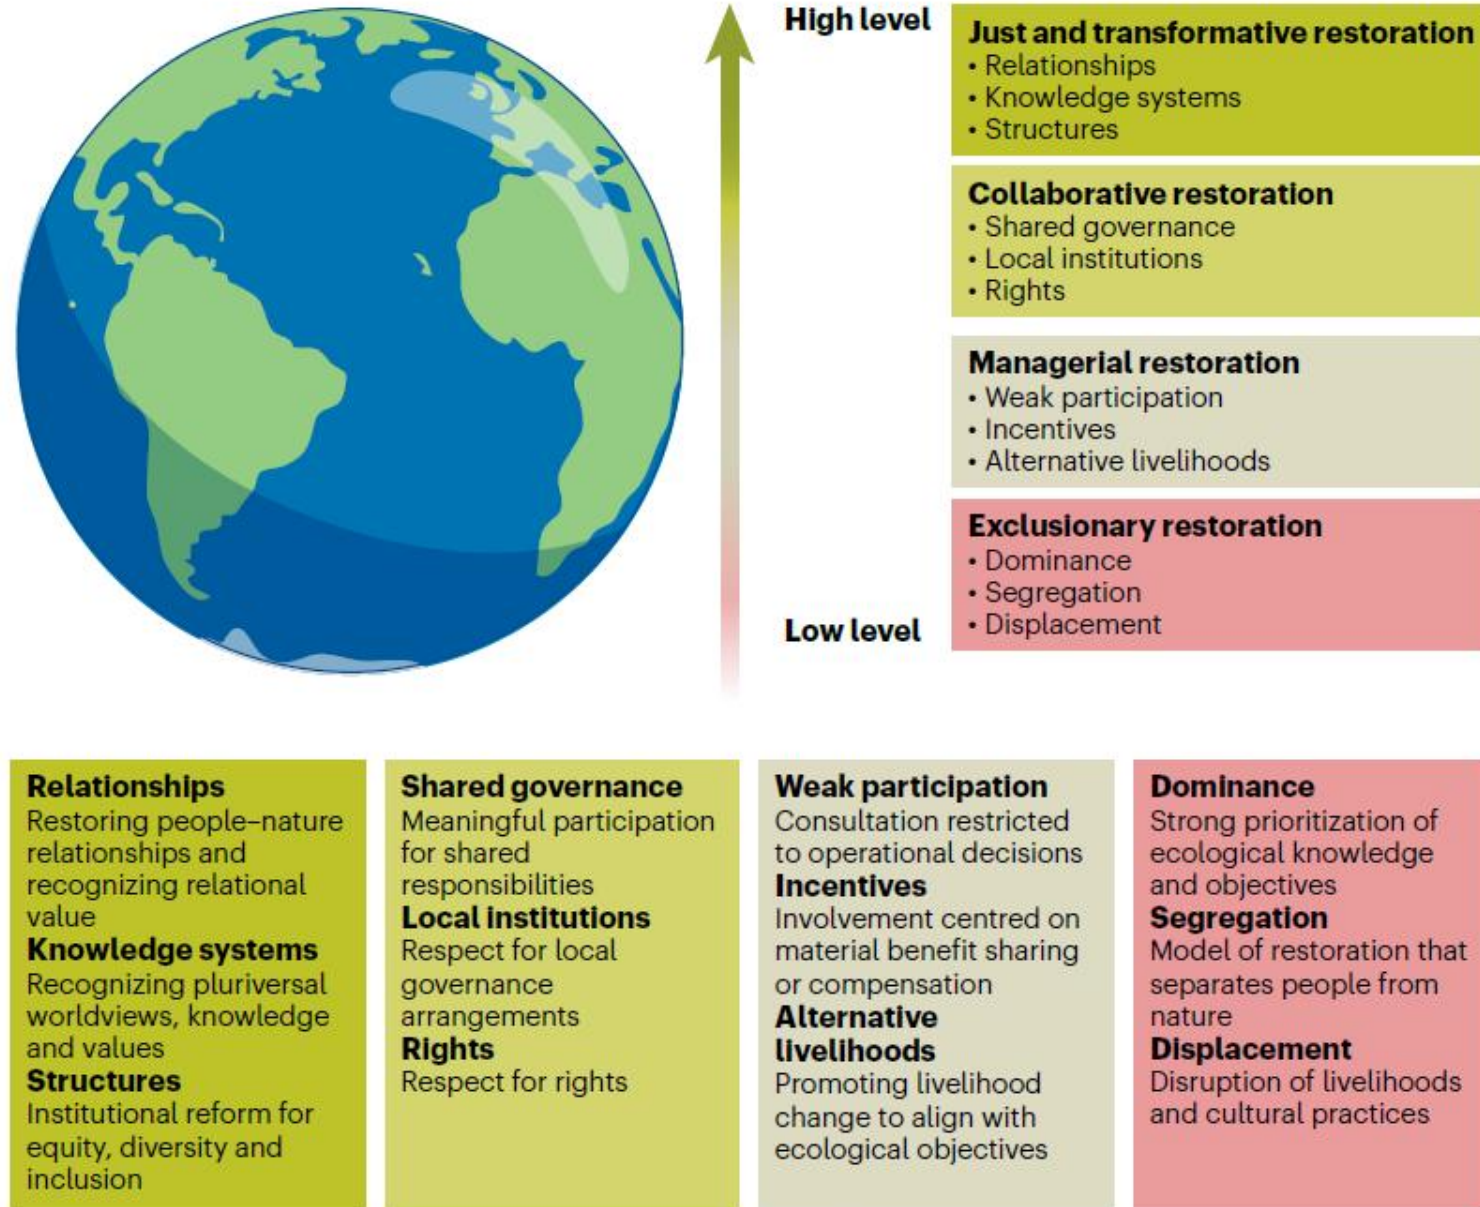 High level
Just and transformative restoration
• Relationships
• Knowledge systems
• Structures
Collaborative restoration
• Shared governance
• Local institutions
• Rights
Managerial restoration
• Weak participation
• Incentives
• Alternative livelihoods
Exclusionary restoration
• Dominance
• Segregation
• Displacement
Low level
Relationships
Restoring people–nature
relationships and
recognizing relational
value
Knowledge systems
Recognizing pluriversal
worldviews, knowledge
and values
Structures
Institutional reform for
equity, diversity and
inclusion
Shared governance
Meaningful participation
for shared
responsibilities
Local institutions
Respect for local
governance
arrangements
Rights
Respect for rights
Weak participation
Consultation restricted
to operational decisions
Incentives
Involvement centred on
material benefit sharing
or compensation
Alternative
livelihoods
Promoting livelihood
change to align with
ecological objectives
Dominance
Strong prioritization of
ecological knowledge
and objectives
Segregation
Model of restoration that
separates people from
nature
Displacement
Disruption of livelihoods
and cultural practices